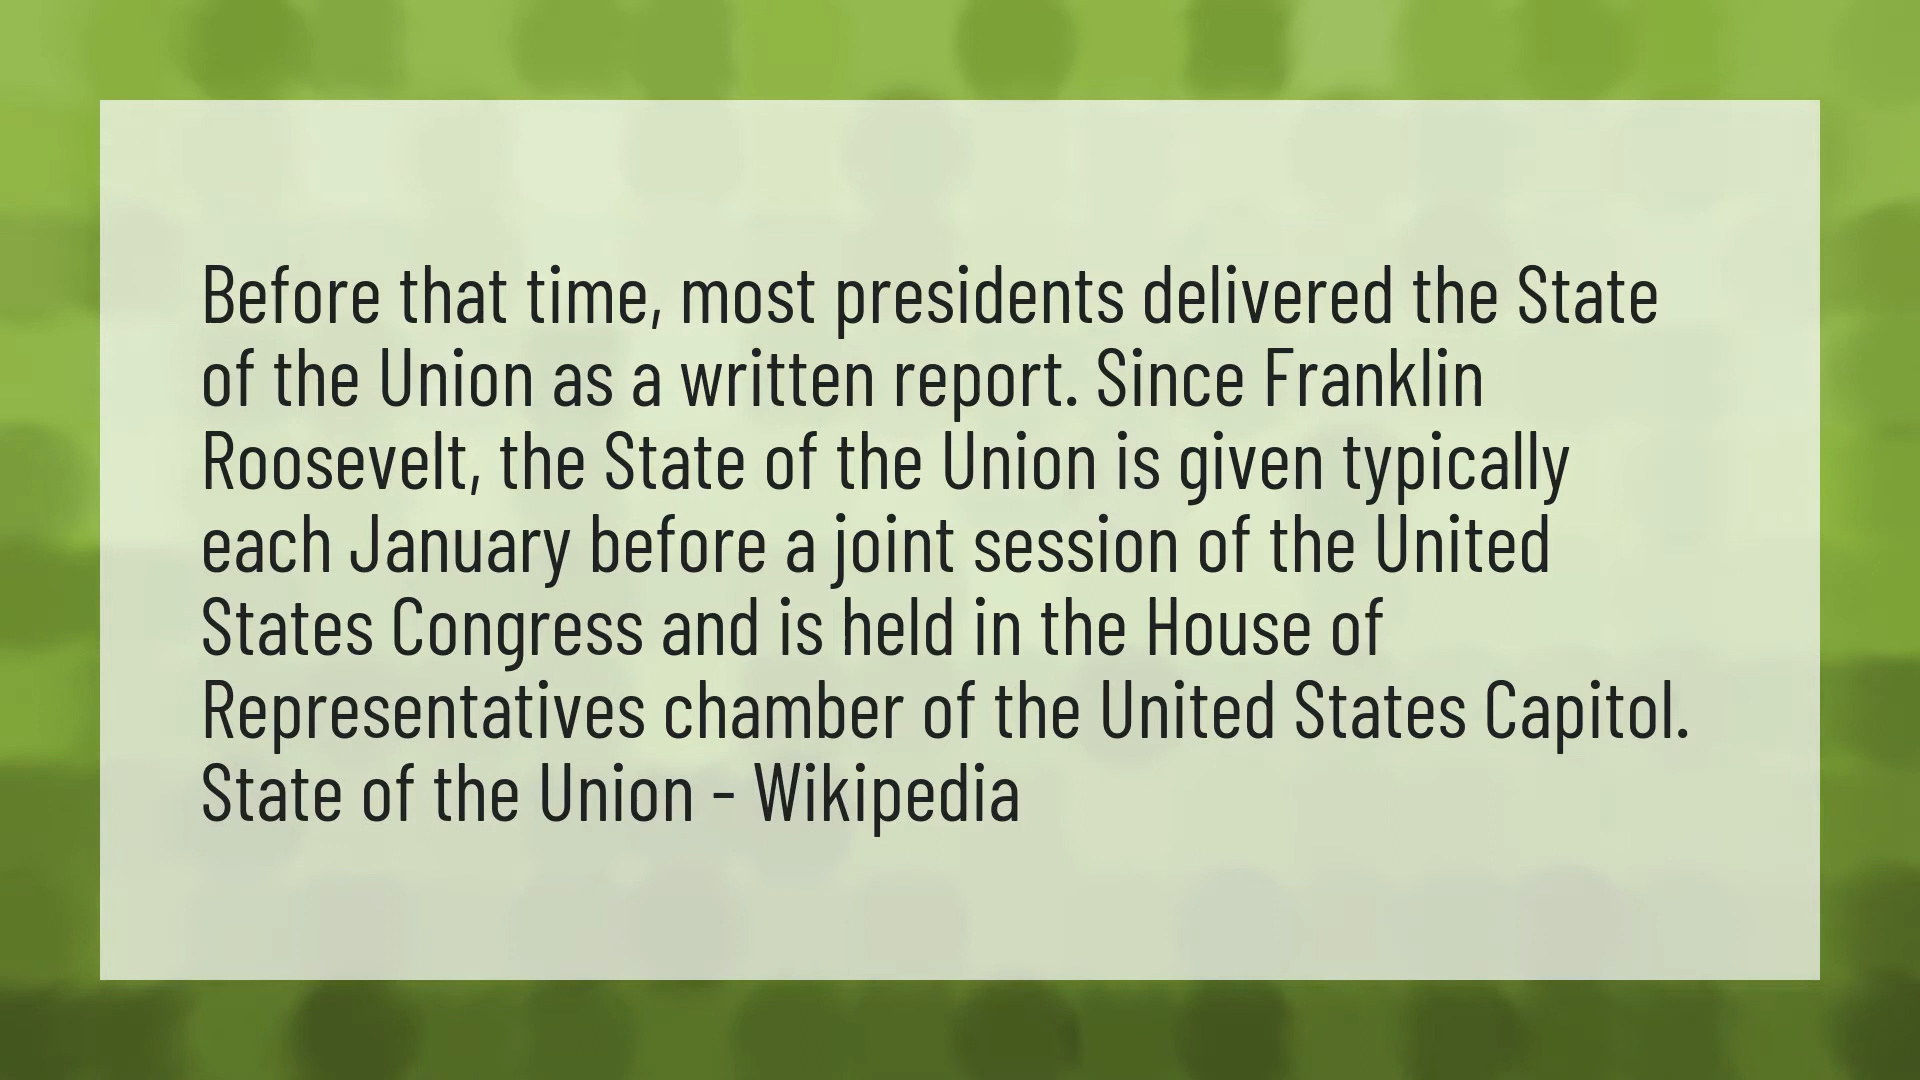 Before that time, most presidents delivered the State
of the Union as a written report. Since Franklin
Roosevelt, the State of the Union is given typically
each January before a joint session of the United
States Congress and is held in the House of
Representatives chamber of the United States Capitol.
State of the Union - Wikipedia